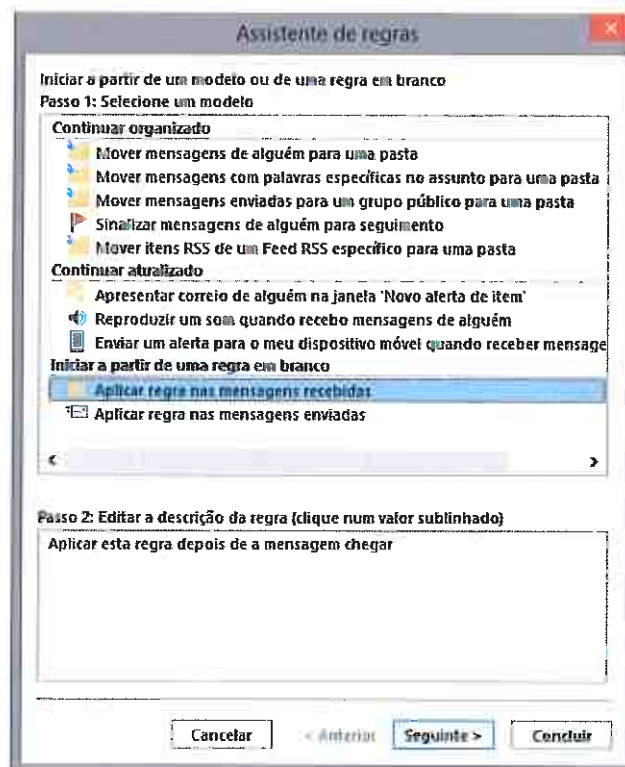 Assistente de regras
Iniciar a partir de um modelo ou de uma regra em branco
Passo 1: Selecione um modelo
Continuar organizado
Mover mensagens de alguém para uma pasta
Mover mensagens com palavras específicas no assunto para uma pasta
Mover mensagens enviadas para um grupo público para uma pasta
Sinalizar mensagens de alguém para seguimento
Mover itens RSS de um Feed RSS específico para uma pasta
Continuar atualizado
Apresentar correio de alguém na janela 'Novo alerta de item'
Reproduzir um som quando recebo mensagens de alguém
Enviar um alerta para o meu dispositivo móvel quando receber mensage
Iniciar a partir de uma regra em branco
Aplicar regra nas mensagens recebidas
Aplicar regra nas mensagens enviadas
Passo 2: Editar a descrição da regra (clique num valor sublinhado)
Aplicar esta regra depois de a mensagem chegar
Cancelar < Anterior Seguinte > Concluir